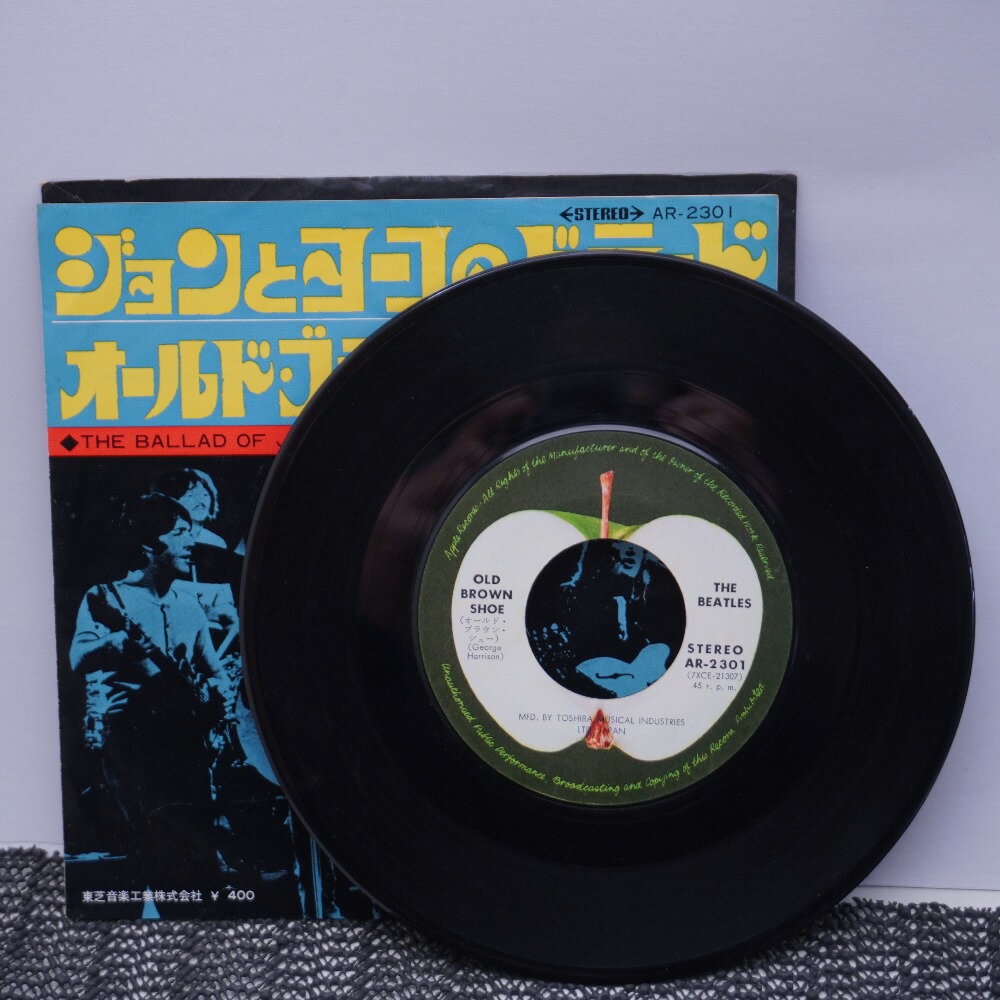 <STEREO> AR-2301
ジョンとヨーコのバラード
オールド・ブ
◆THE BALLAD OF J
東芝音楽工業株式会社 ¥ 400
Apple Records · All Rights of the Manufacturer and of the Owner of the Recorded Work Reserved
OLD
BROWN
SHOE
(オールド・
ブラウン・
シュー)
(George
Harrison)
THE
BEATLES
STEREO
AR-2301
(7XCE-21307)
45 r. p. m.
MFD. BY TOSHIBA MUSICAL INDUSTRIES
LTD. JAPAN
Unauthorised Public Performance, Broadcasting and Copying of this Record Prohibited